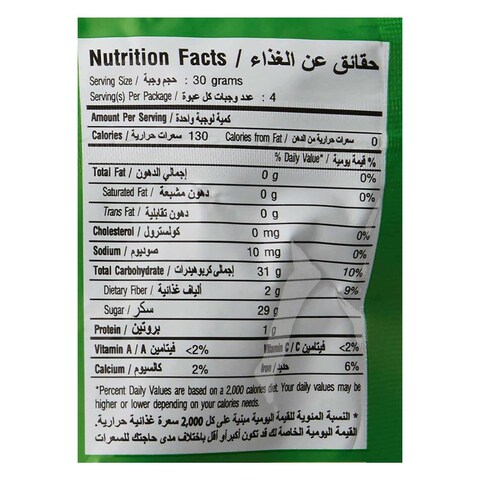 Nutrition Facts / حقائق عن الغذاء
Serving Size / حجم وجبة : 30 grams
Serving(s) Per Package / عدد وجبات كل عبوة : 4
Amount Per Serving / كمية لوجبة واحدة
Calories / سعرات حرارية 130 Calories from Fat / سعرات حرارية من الدهن 0
% Daily Value* / قيمة يومية %
Total Fat / إجمالي الدهون 0 g 0%
Saturated Fat / دهون مشبعة 0 g 0%
Trans Fat / دهون تقابلية 0 g
Cholesterol / كولسترول 0 mg 0%
Sodium / صوديوم 10 mg 0%
Total Carbohydrate / إجمالي كربوهيدرات 31 g 10%
Dietary Fiber / ألياف غذائية 2 g 9%
Sugar / سكر 29 g
Protein / بروتين 1 g
Vitamin A / A فيتامين <2% Vitamin C / C فيتامين <2%
Calcium / كالسيوم 2% Iron / حديد 6%
*Percent Daily Values are based on a 2,000 calories diet. Your daily values may be
higher or lower depending on your calories needs.
* النسبة المئوية للقيمة اليومية مبنية على 2,000 سعرة غذائية حرارية.
القيمة اليومية الخاصة لك قد تكون أكبر أو أقل باختلاف مدى حاجتك للسعرات